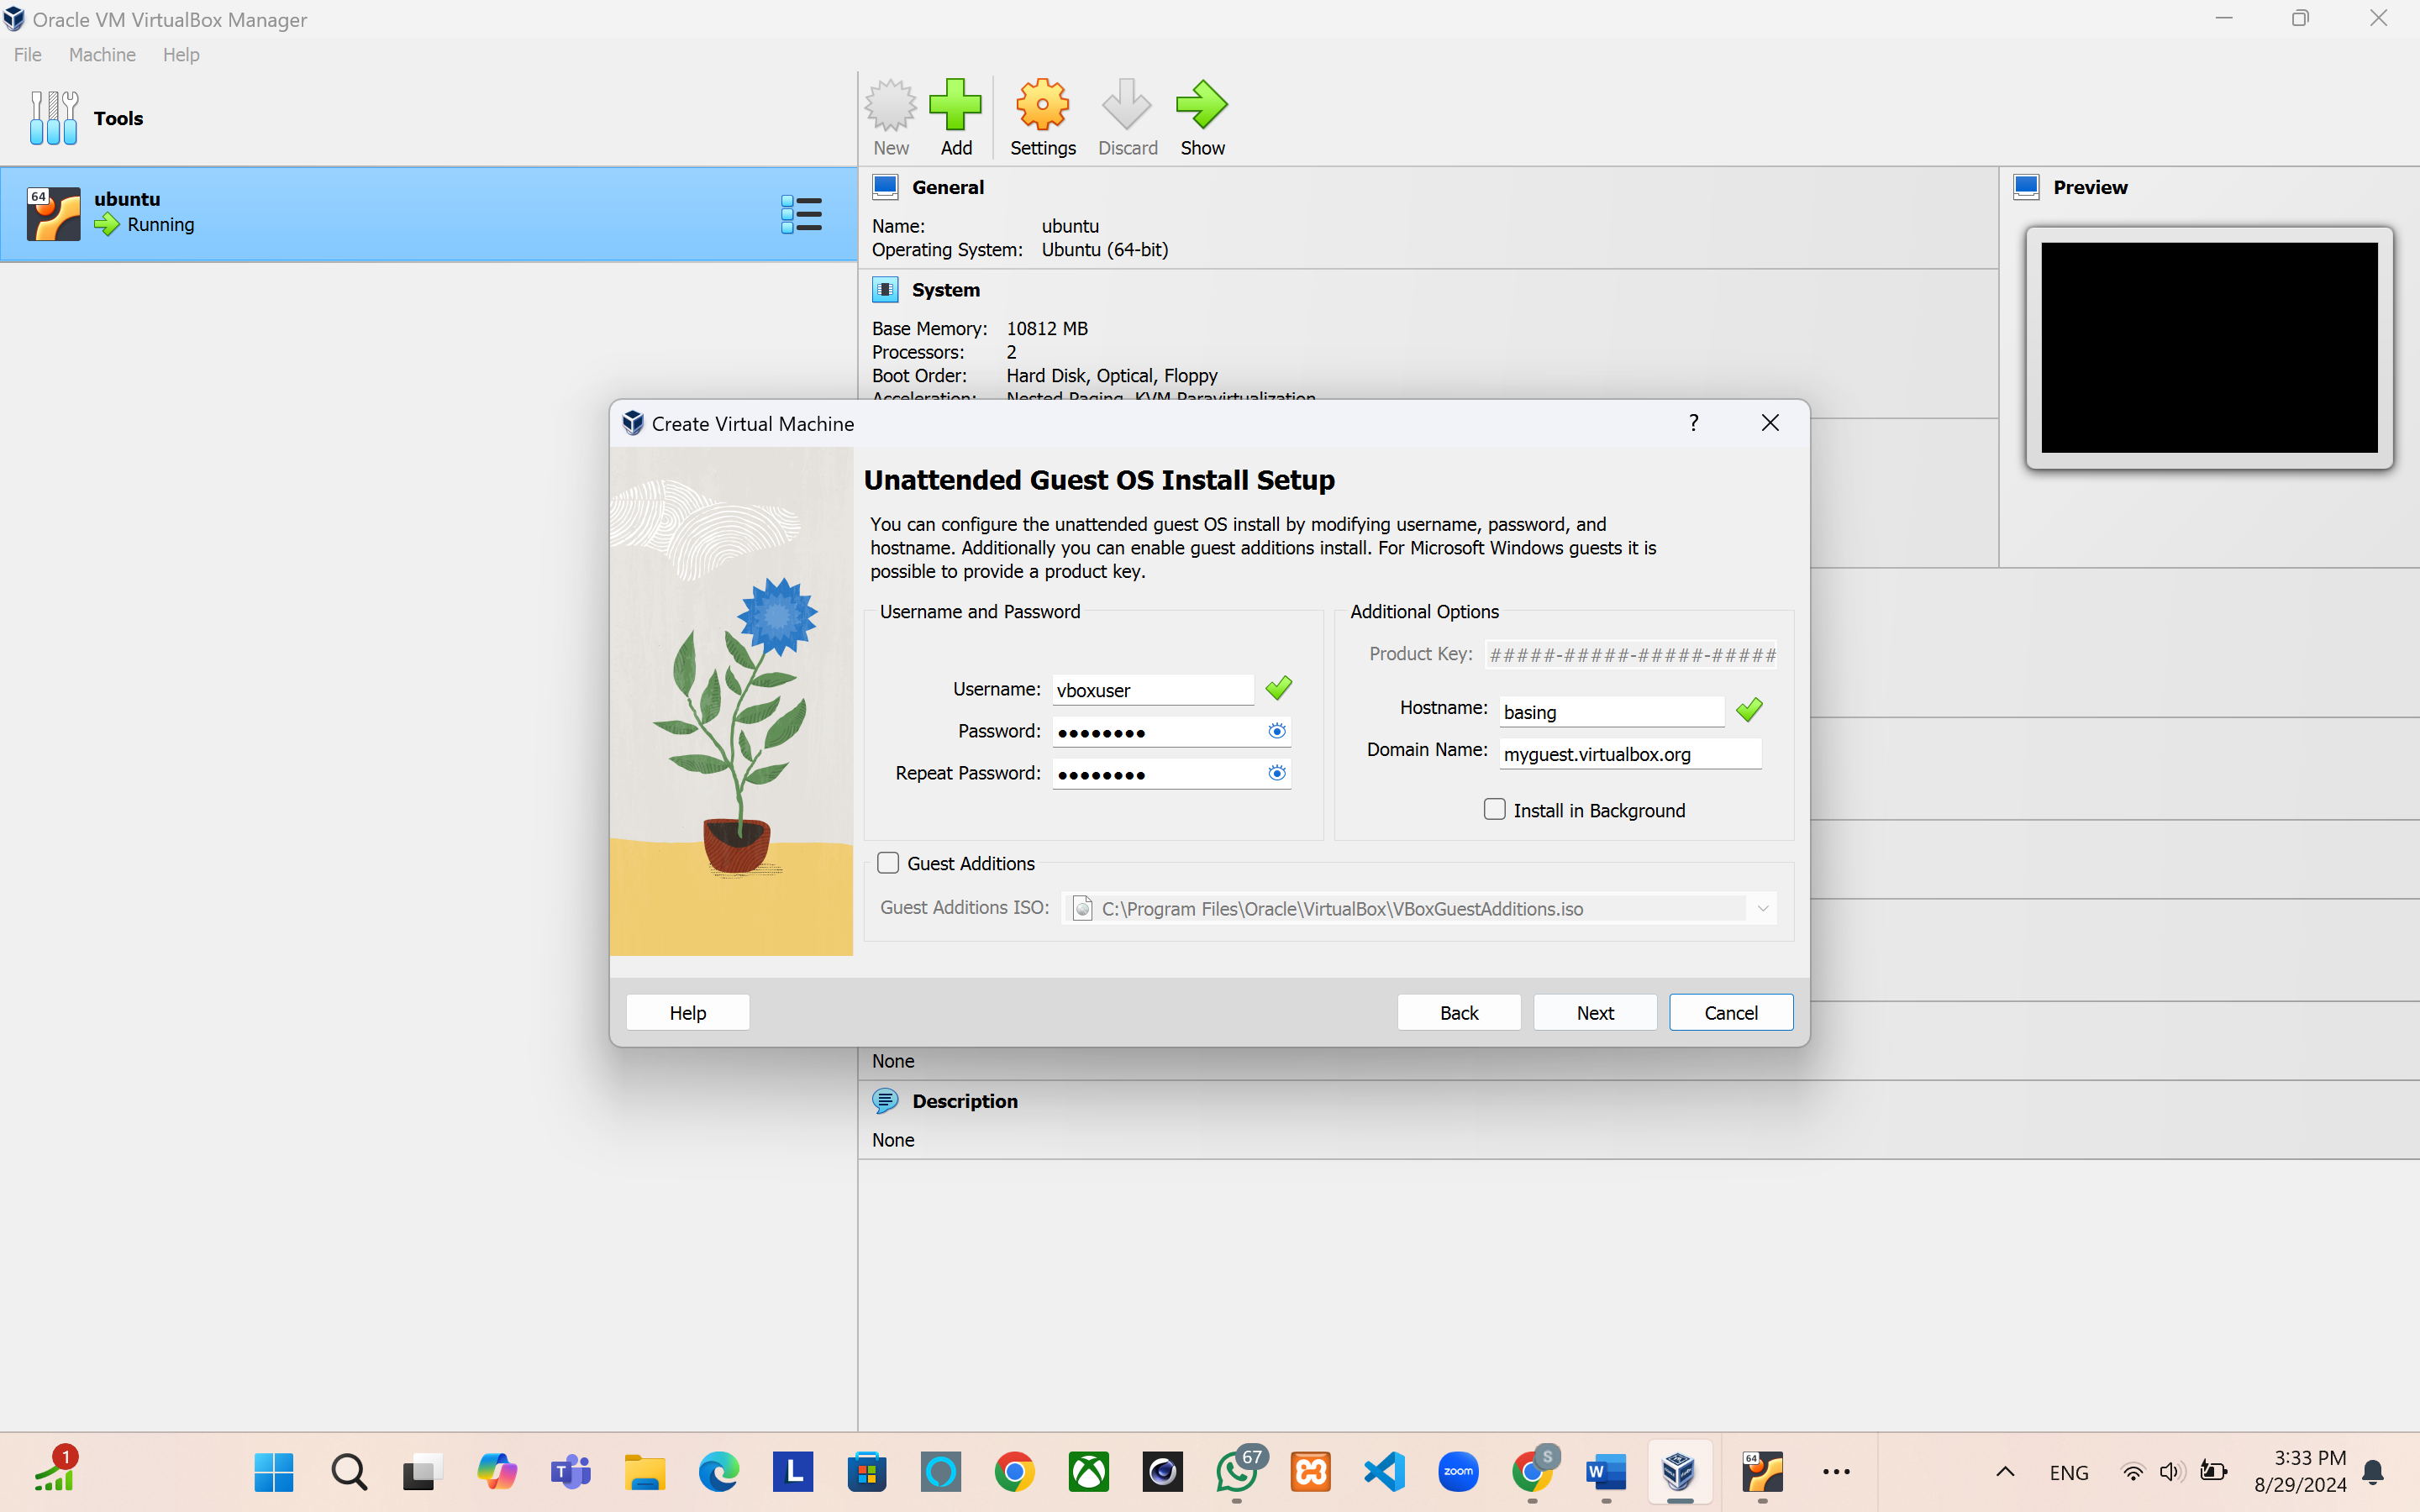 Oracle VM VirtualBox Manager
File Machine Help
Tools
New Add Settings Discard Show
64
ubuntu
Running
General
Name: ubuntu
Operating System: Ubuntu (64-bit)
Preview
System
Base Memory: 10812 MB
Processors: 2
Boot Order: Hard Disk, Optical, Floppy
Acceleration: Nested Paging, KVM Paravirtualization
Create Virtual Machine
?
Unattended Guest OS Install Setup
You can configure the unattended guest OS install by modifying username, password, and
hostname. Additionally you can enable guest additions install. For Microsoft Windows guests it is
possible to provide a product key.
Username and Password
Username: vboxuser
Password: ●●●●●●●●
Repeat Password: ●●●●●●●●
Additional Options
Product Key: #####-#####-#####-#####
Hostname: basing
Domain Name: myguest.virtualbox.org
Install in Background
Guest Additions
Guest Additions ISO: C:\Program Files\Oracle\VirtualBox\VBoxGuestAdditions.iso
Help Back Next Cancel
None
Description
None
1
T
L
67
zoom
S
W
64
ENG
3:33 PM
8/29/2024